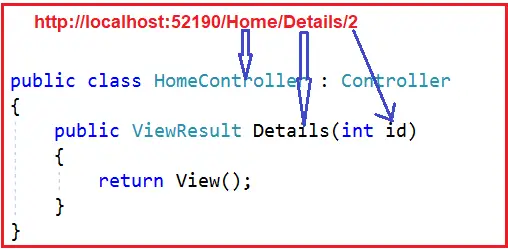 http://localhost:52190/Home/Details/2
public class HomeController : Controller
{
public ViewResult Details(int id)
{
return View();
}
}